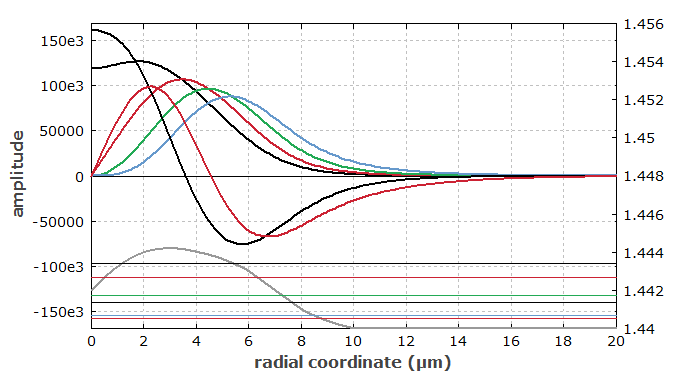 150e3
100e3
50000
0
-50000
-100e3
-150e3
amplitude
1.456
1.454
1.452
1.45
1.448
1.446
1.444
1.442
1.44
0 2 4 6 8 10 12 14 16 18 20
radial coordinate (μm)